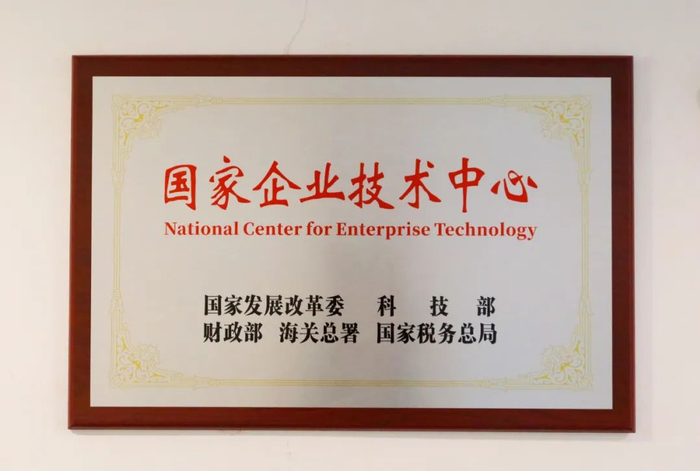 国家企业技术中心
National Center for Enterprise Technology
国家发展改革委 科技部
财政部 海关总署 国家税务总局